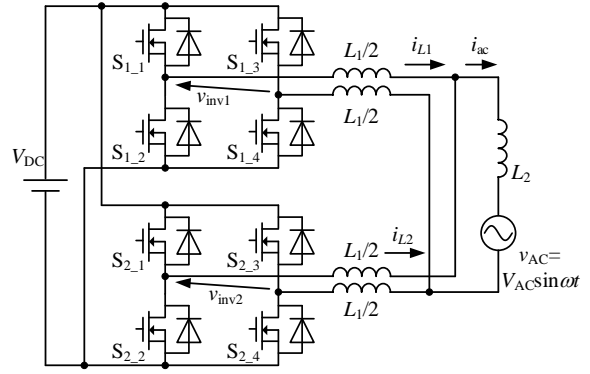 S1_1
S1_3
L1/2
iL1
iac
vinv1
L1/2
S1_2
S1_4
VDC
L2
iL2
S2_1
S2_3
L1/2
vAC=
VACsinωt
vinv2
L1/2
S2_2
S2_4